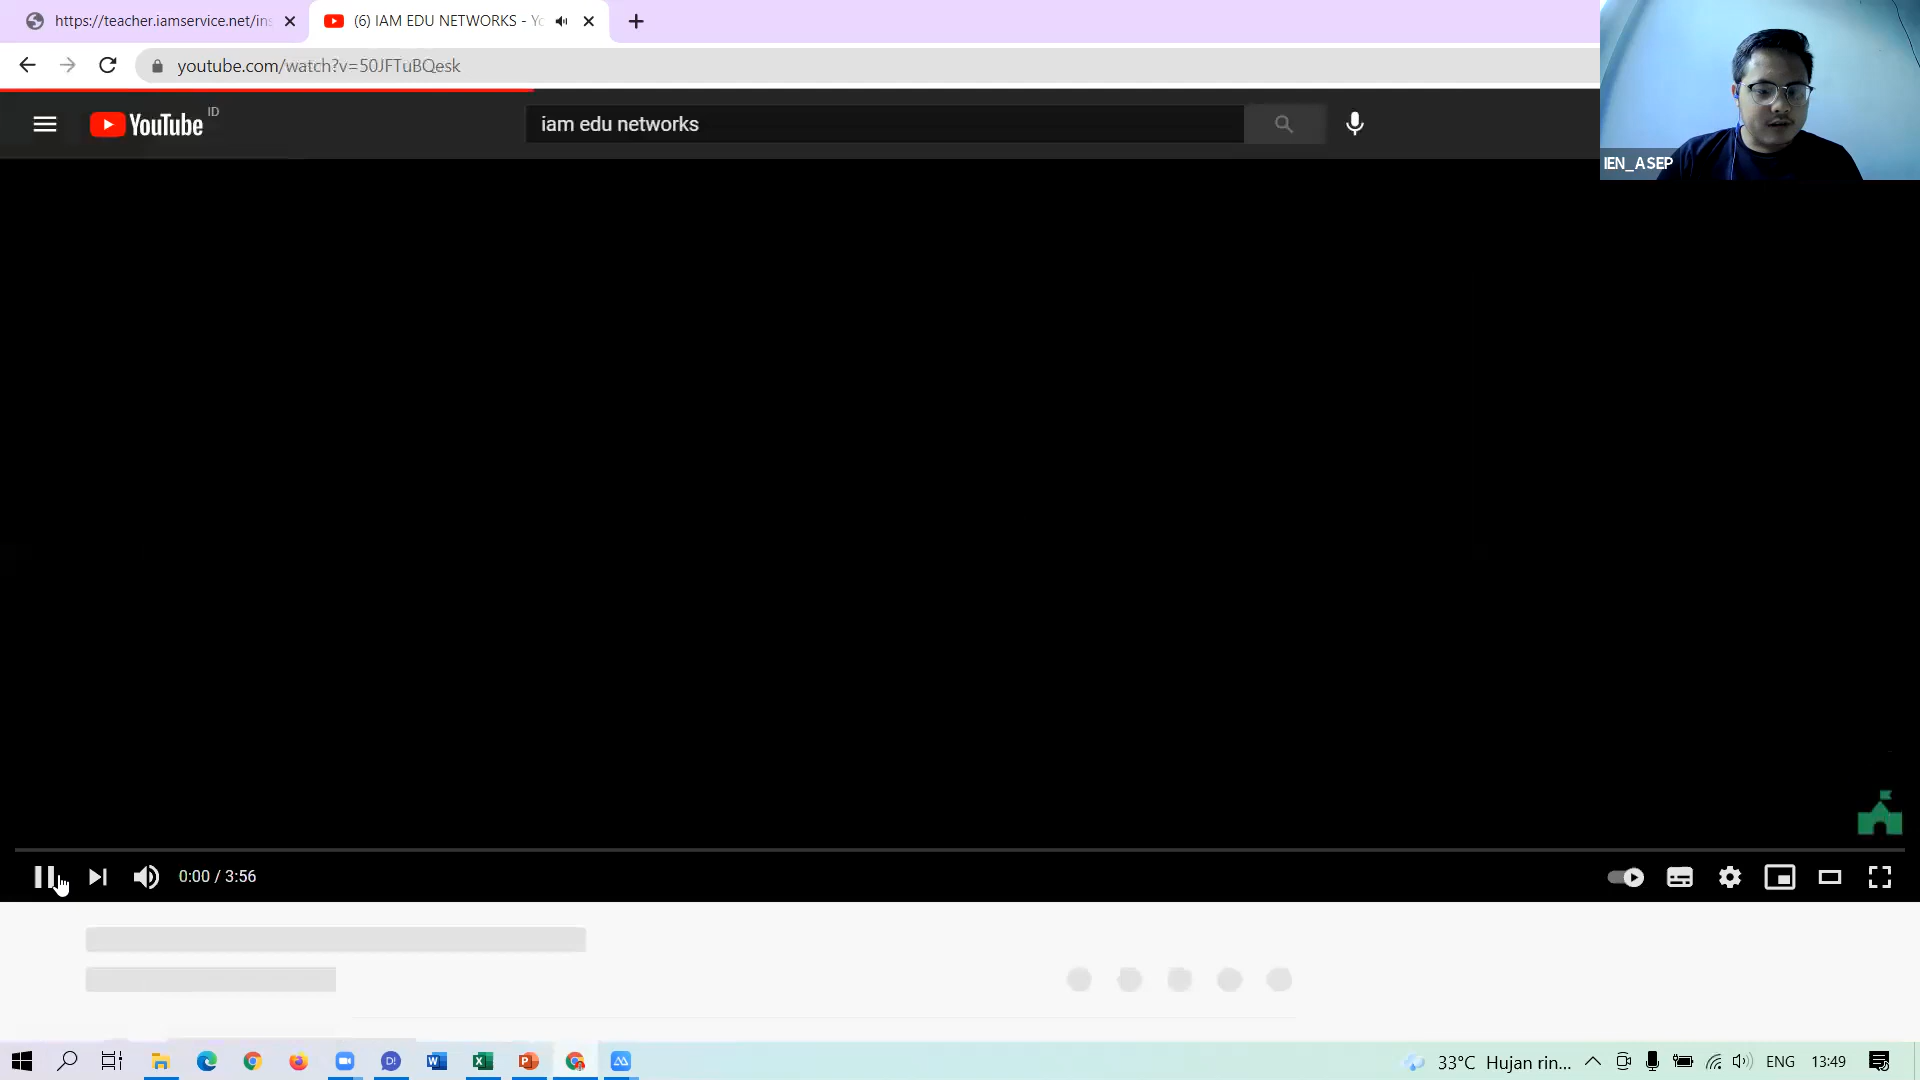 https://teacher.iamservice.net/ins
(6) IAM EDU NETWORKS - Yo
youtube.com/watch?v=50JFTuBQesk
YouTube ID
iam edu networks
IEN_ASEP
0:00 / 3:56
33°C Hujan rin... ENG 13:49